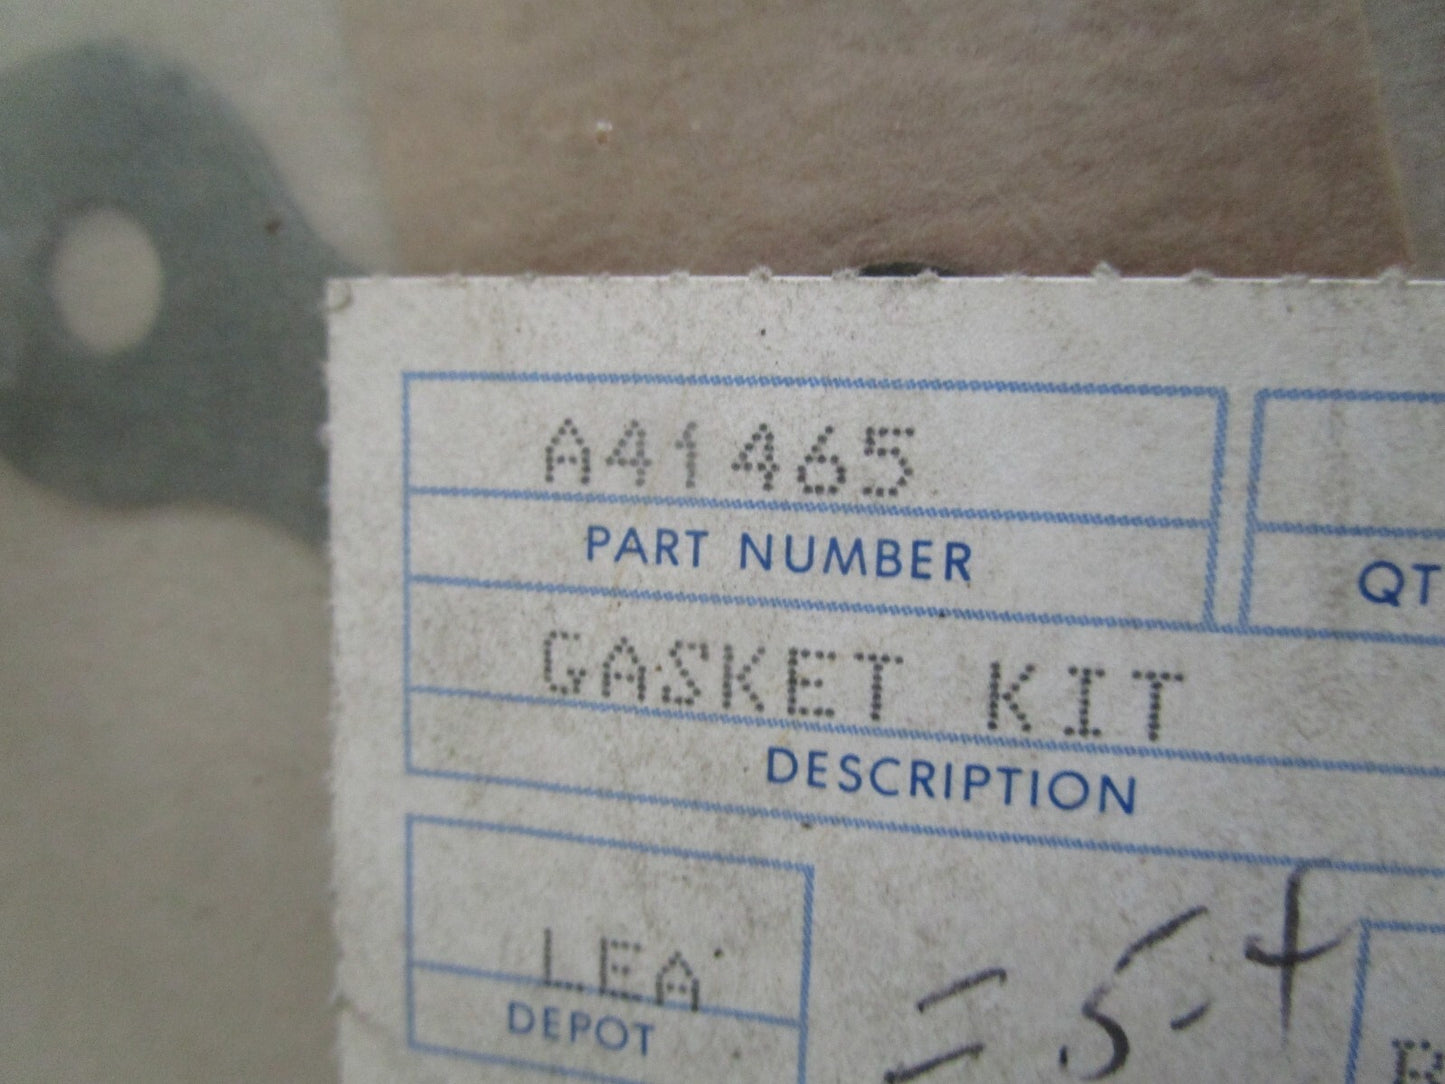 A41465
PART NUMBER
QT
GASKET KIT
DESCRIPTION
LEA
DEPOT